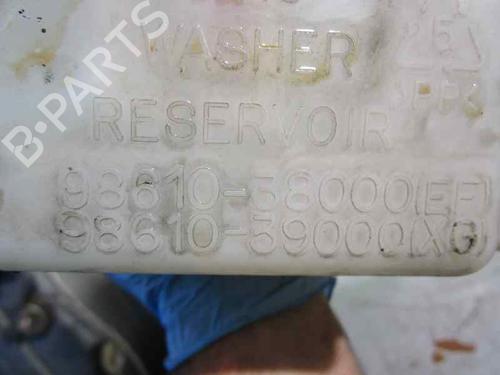 WASHER
RESERVOIR
98610-38000(EF)
98610-39000(XG)
B-PARTS